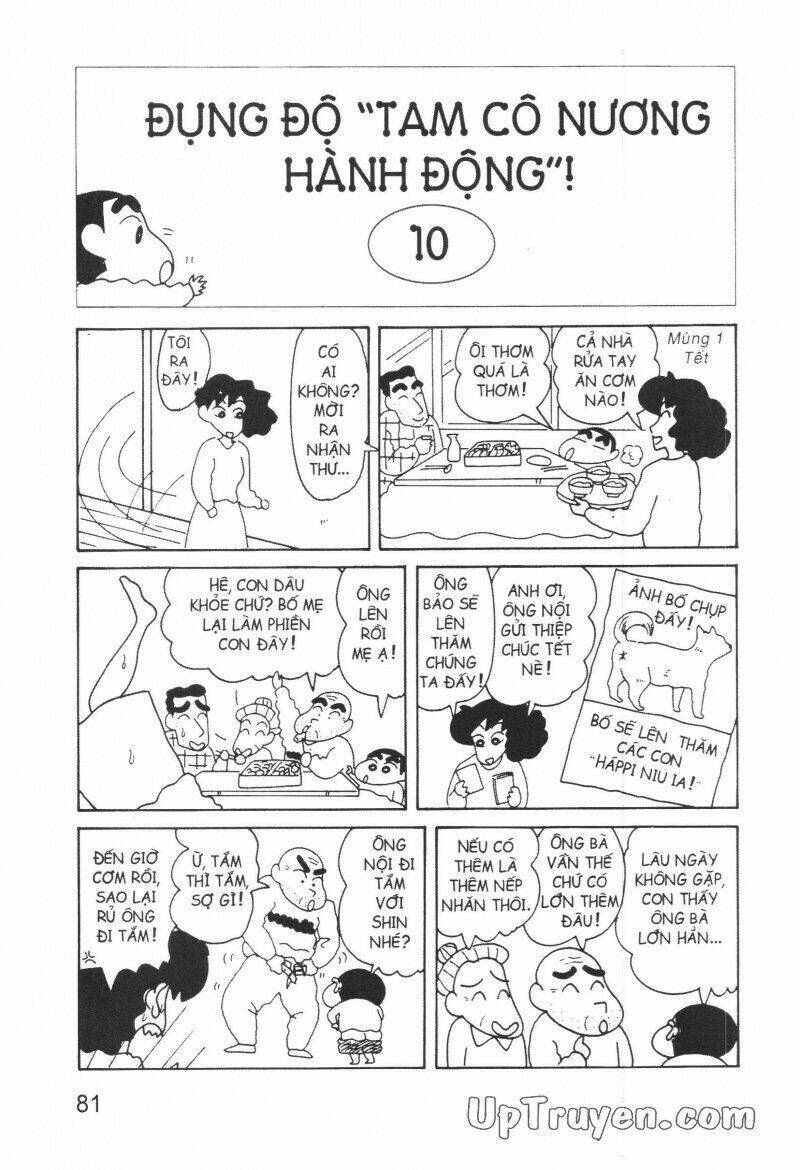 ĐỤNG ĐỘ “TAM CÔ NƯƠNG
HÀNH ĐỘNG”!
10
Mùng 1
Tết
CẢ NHÀ
RỬA TAY
ĂN CƠM
NÀO!
ÔI THƠM
QUÁ LÀ
THƠM!
CÓ
AI
KHÔNG?
MỜI
RA
NHẬN
THƯ...
TÔI
RA
ĐÂY!
ẢNH BỐ CHỤP
ĐẤY!
BỐ SẼ LÊN THĂM
CÁC CON
“HÁPPI NIU IA!”
ANH ƠI,
ÔNG NỘI
GỬI THIỆP
CHÚC TẾT
NÈ!
ÔNG
BẢO SẼ
LÊN
THĂM
CHÚNG
TA ĐẤY!
ÔNG
LÊN
RỒI
MẸ Ạ!
HÊ, CON DÂU
KHỎE CHỨ? BỐ MẸ
LẠI LÀM PHIỀN
CON ĐÂY!
LÂU NGÀY
KHÔNG GẶP,
CON THẤY
ÔNG BÀ
LỚN HẲN...
ÔNG BÀ
VẪN THẾ
CHỨ CÓ
LỚN THÊM
ĐÂU!
NẾU CÓ
THÊM LÀ
THÊM NẾP
NHĂN THÔI.
ÔNG
NỘI ĐI
TẮM
VỚI
SHIN
NHÉ?
Ừ, TẮM
THÌ TẮM,
SỢ GÌ!
ĐẾN GIỜ
CƠM RỒI,
SAO LẠI
RỦ ÔNG
ĐI TẮM!
81
UpTruyen.com